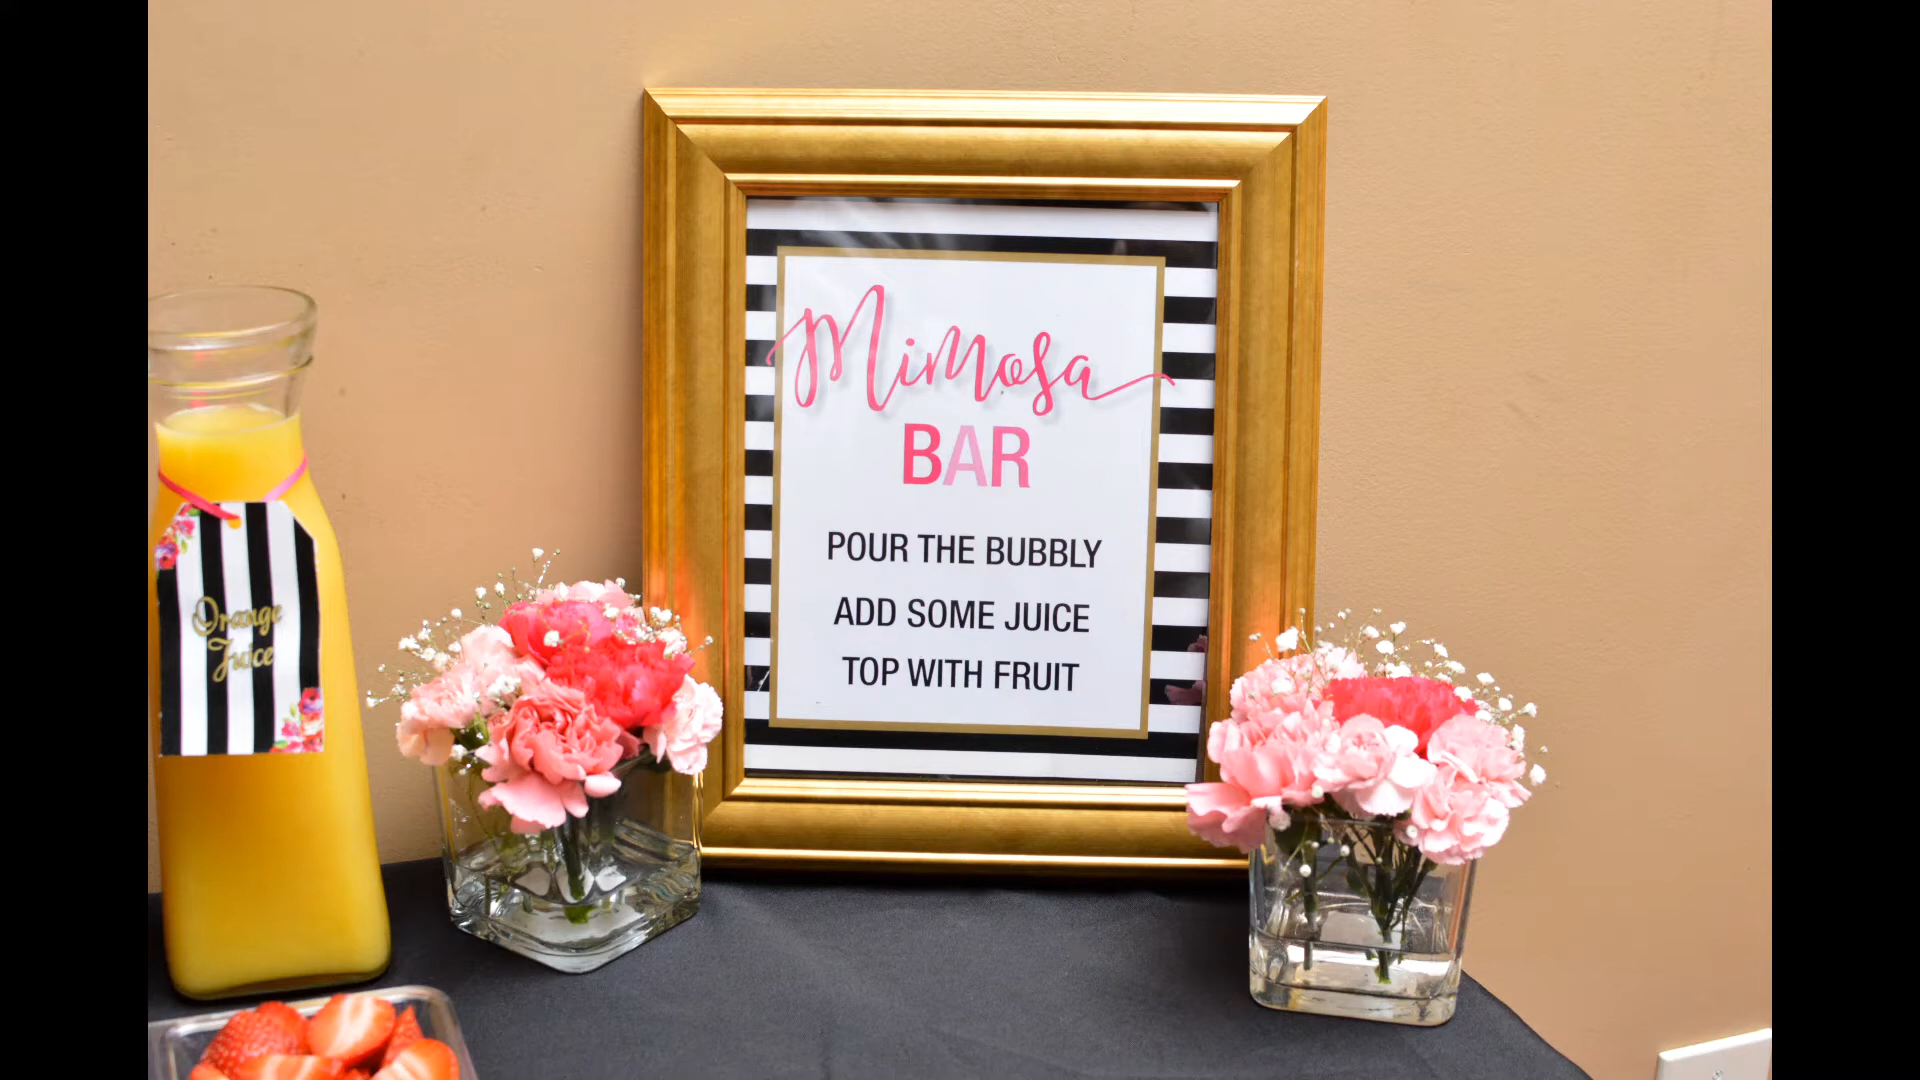 Mimosa
BAR
POUR THE BUBBLY
ADD SOME JUICE
TOP WITH FRUIT
Orange
Juice